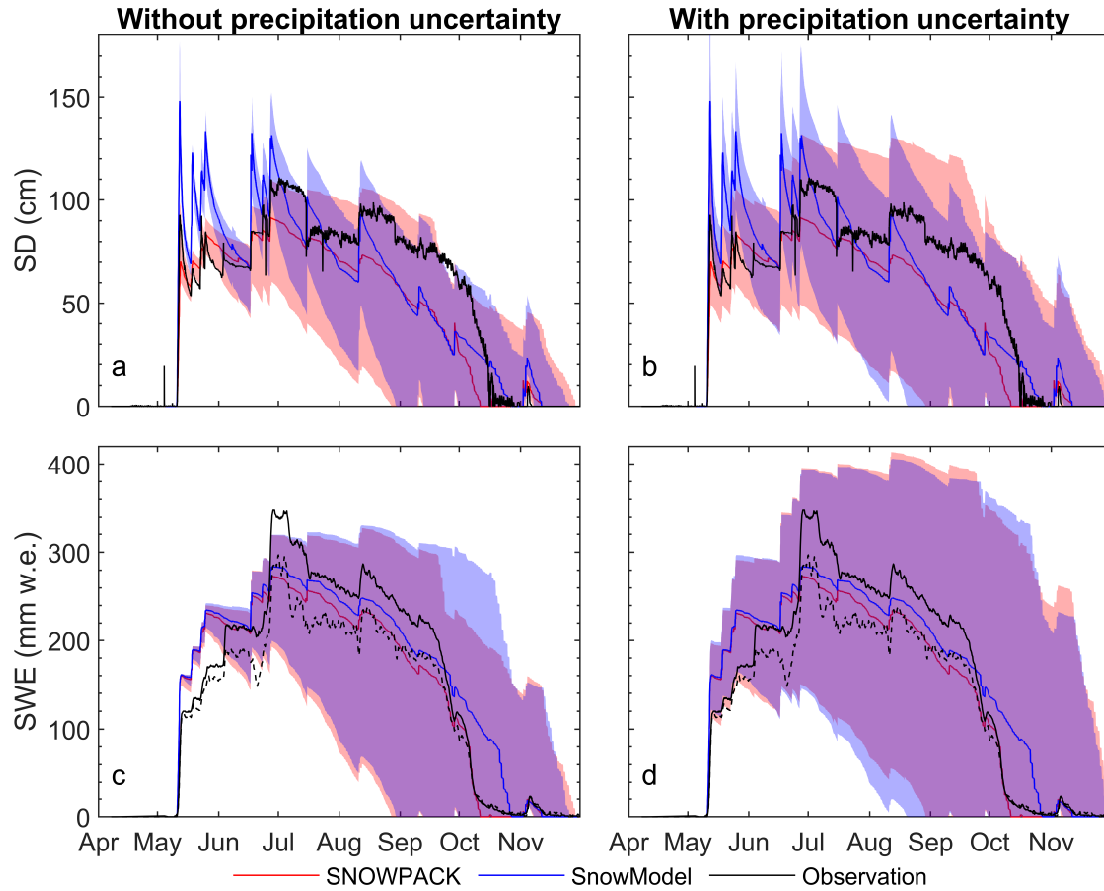 Without precipitation uncertainty
With precipitation uncertainty
SD (cm)
150
100
50
0
a
b
SWE (mm w.e.)
400
300
200
100
0
c
d
Apr May Jun Jul Aug Sep Oct Nov
Apr May Jun Jul Aug Sep Oct Nov
SNOWPACK SnowModel Observation